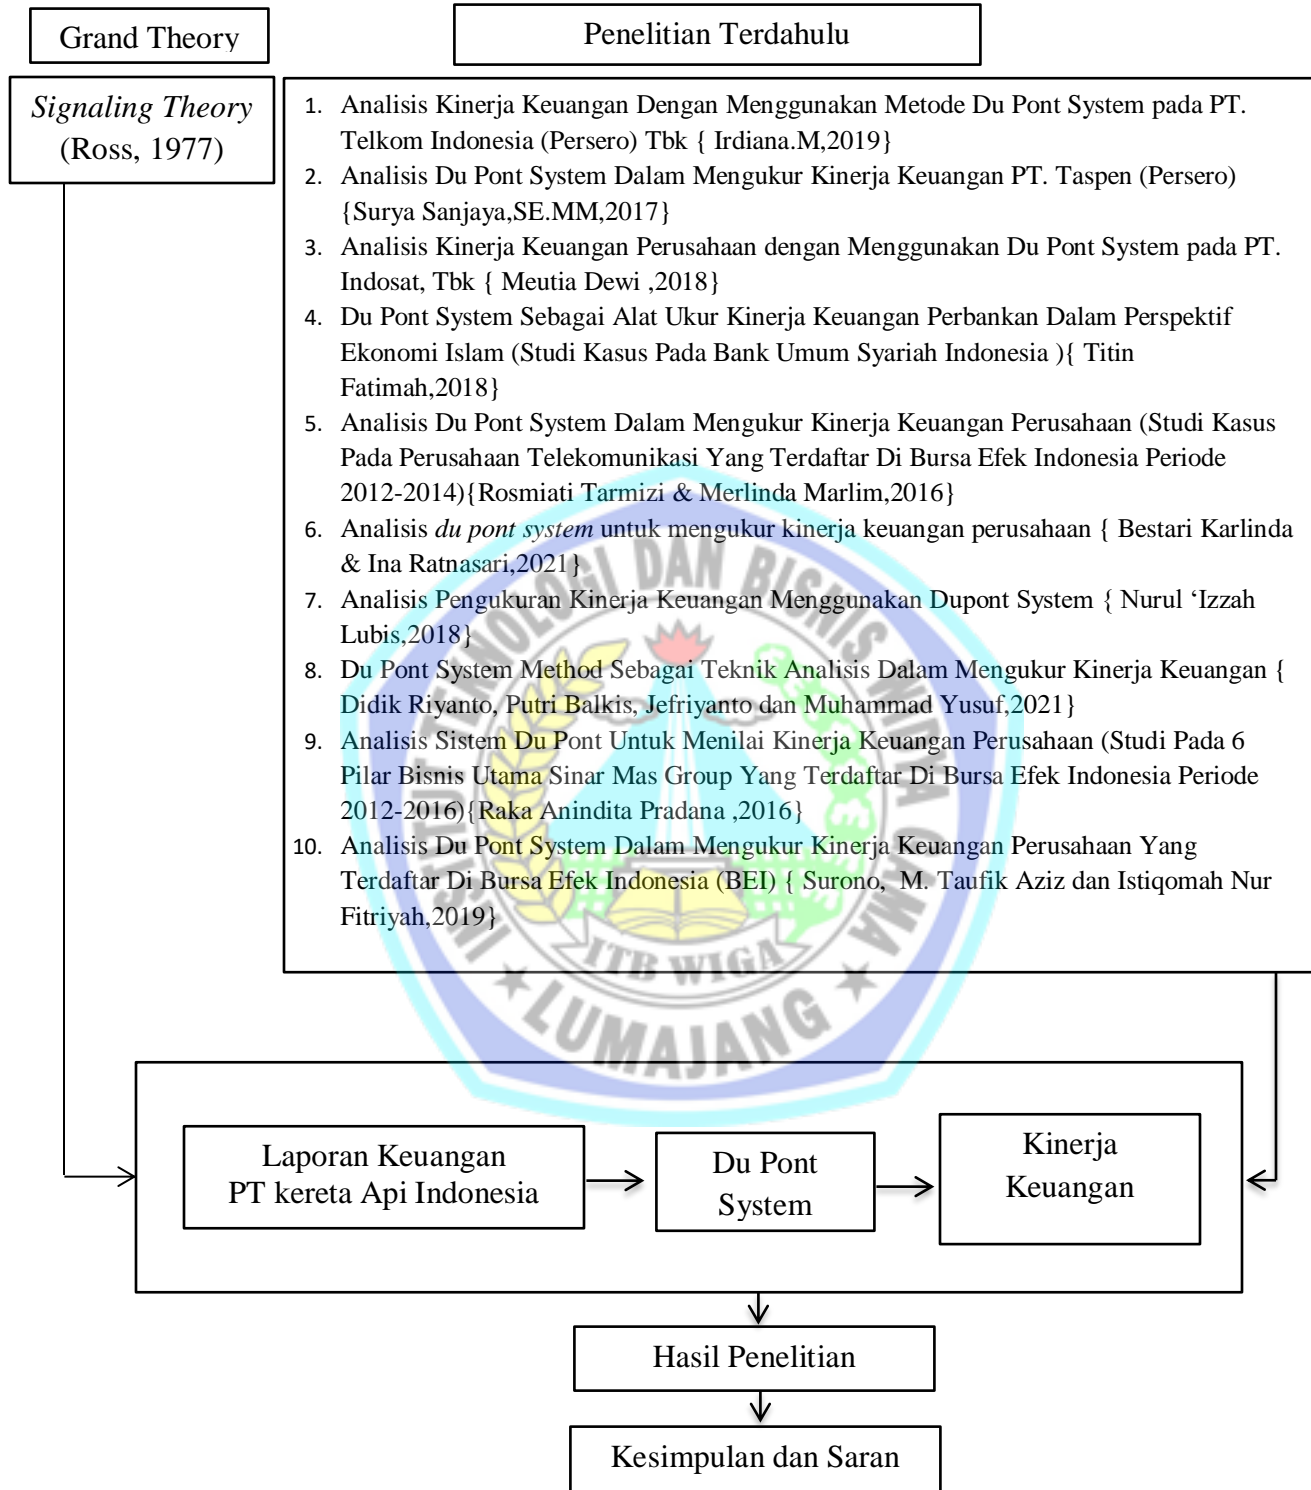 Grand Theory
Penelitian Terdahulu
Signaling Theory
(Ross, 1977)
1. Analisis Kinerja Keuangan Dengan Menggunakan Metode Du Pont System pada PT.
Telkom Indonesia (Persero) Tbk { Irdiana.M,2019}
2. Analisis Du Pont System Dalam Mengukur Kinerja Keuangan PT. Taspen (Persero)
{Surya Sanjaya,SE.MM,2017}
3. Analisis Kinerja Keuangan Perusahaan dengan Menggunakan Du Pont System pada PT.
Indosat, Tbk { Meutia Dewi ,2018}
4. Du Pont System Sebagai Alat Ukur Kinerja Keuangan Perbankan Dalam Perspektif
Ekonomi Islam (Studi Kasus Pada Bank Umum Syariah Indonesia ){ Titin
Fatimah,2018}
5. Analisis Du Pont System Dalam Mengukur Kinerja Keuangan Perusahaan (Studi Kasus
Pada Perusahaan Telekomunikasi Yang Terdaftar Di Bursa Efek Indonesia Periode
2012-2014){Rosmiati Tarmizi & Merlinda Marlim,2016}
6. Analisis du pont system untuk mengukur kinerja keuangan perusahaan { Bestari Karlinda
& Ina Ratnasari,2021}
7. Analisis Pengukuran Kinerja Keuangan Menggunakan Dupont System { Nurul ‘Izzah
Lubis,2018}
8. Du Pont System Method Sebagai Teknik Analisis Dalam Mengukur Kinerja Keuangan {
Didik Riyanto, Putri Balkis, Jefriyanto dan Muhammad Yusuf,2021}
9. Analisis Sistem Du Pont Untuk Menilai Kinerja Keuangan Perusahaan (Studi Pada 6
Pilar Bisnis Utama Sinar Mas Group Yang Terdaftar Di Bursa Efek Indonesia Periode
2012-2016){Raka Anindita Pradana ,2016}
10. Analisis Du Pont System Dalam Mengukur Kinerja Keuangan Perusahaan Yang
Terdaftar Di Bursa Efek Indonesia (BEI) { Surono, M. Taufik Aziz dan Istiqomah Nur
Fitriyah,2019}
INSTITUT TEKNOLOGI DAN BISNIS WIDYA GAMA
ITB WIGA
LUMAJANG
Laporan Keuangan
PT kereta Api Indonesia
Du Pont
System
Kinerja
Keuangan
Hasil Penelitian
Kesimpulan dan Saran